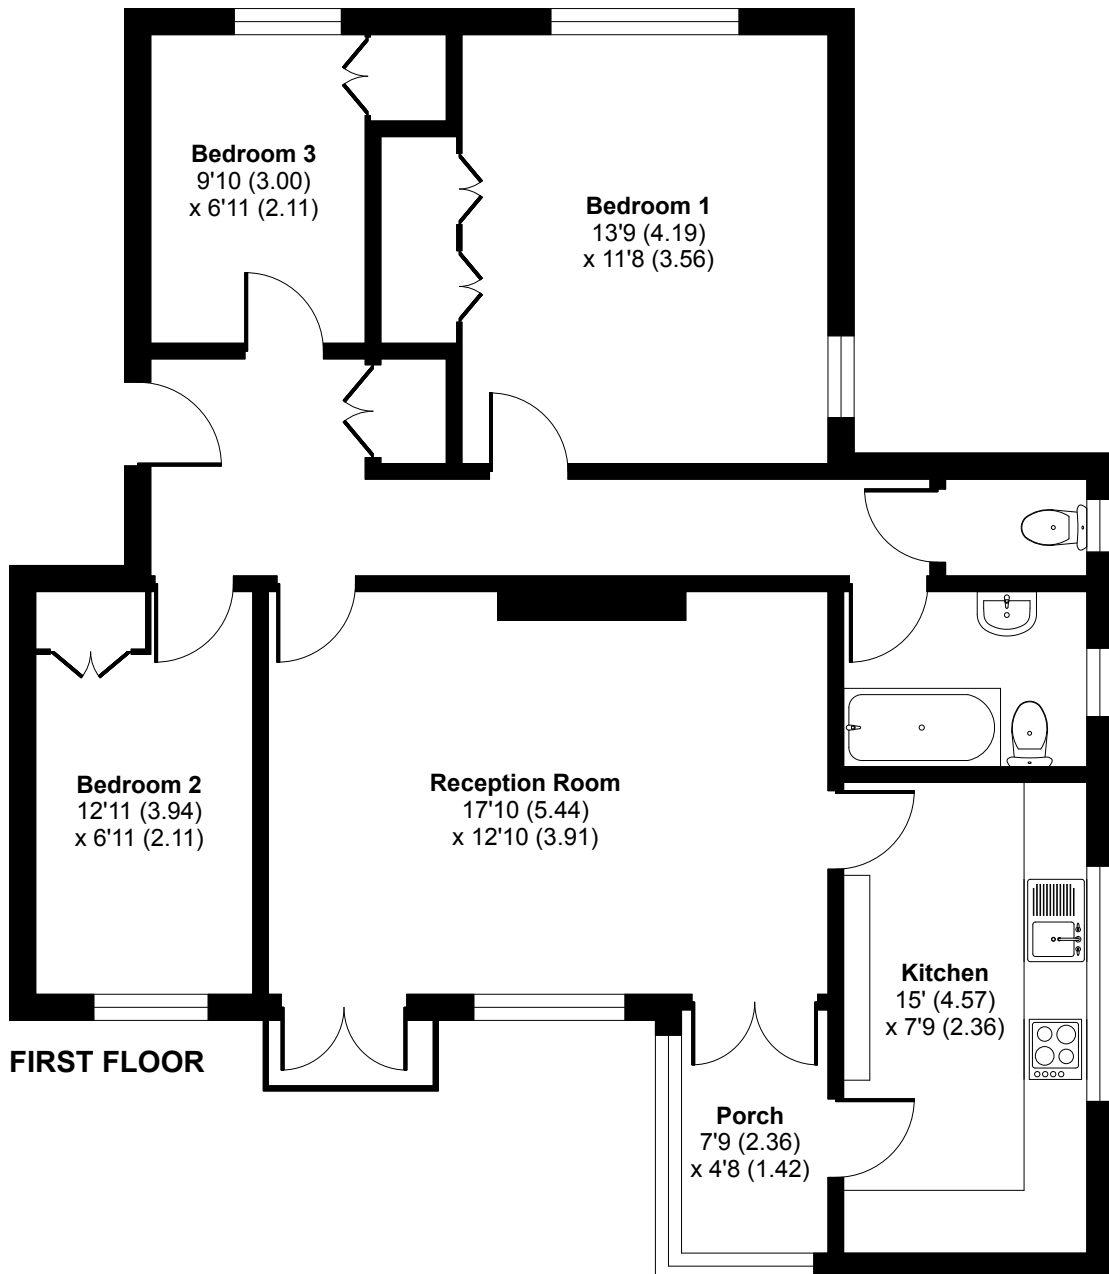 Bedroom 3
9'10 (3.00)
x 6'11 (2.11)
Bedroom 1
13'9 (4.19)
x 11'8 (3.56)
Bedroom 2
12'11 (3.94)
x 6'11 (2.11)
Reception Room
17'10 (5.44)
x 12'10 (3.91)
Kitchen
15' (4.57)
x 7'9 (2.36)
FIRST FLOOR
Porch
7'9 (2.36)
x 4'8 (1.42)